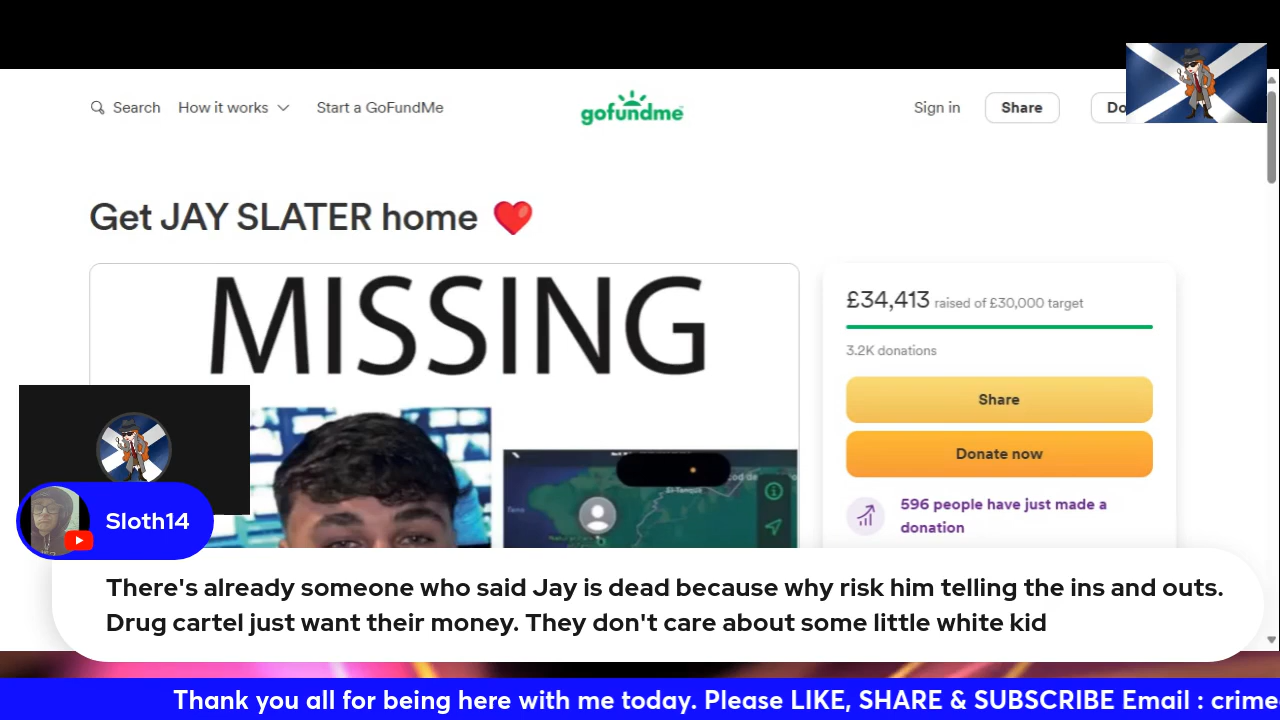 Search How it works Start a GoFundMe gofundme Sign in Share Do
Get JAY SLATER home ❤️
MISSING
£34,413 raised of £30,000 target
3.2K donations
Share
Donate now
596 people have just made a
donation
Sloth14
There's already someone who said Jay is dead because why risk him telling the ins and outs.
Drug cartel just want their money. They don't care about some little white kid
Thank you all for being here with me today. Please LIKE, SHARE & SUBSCRIBE Email : crime